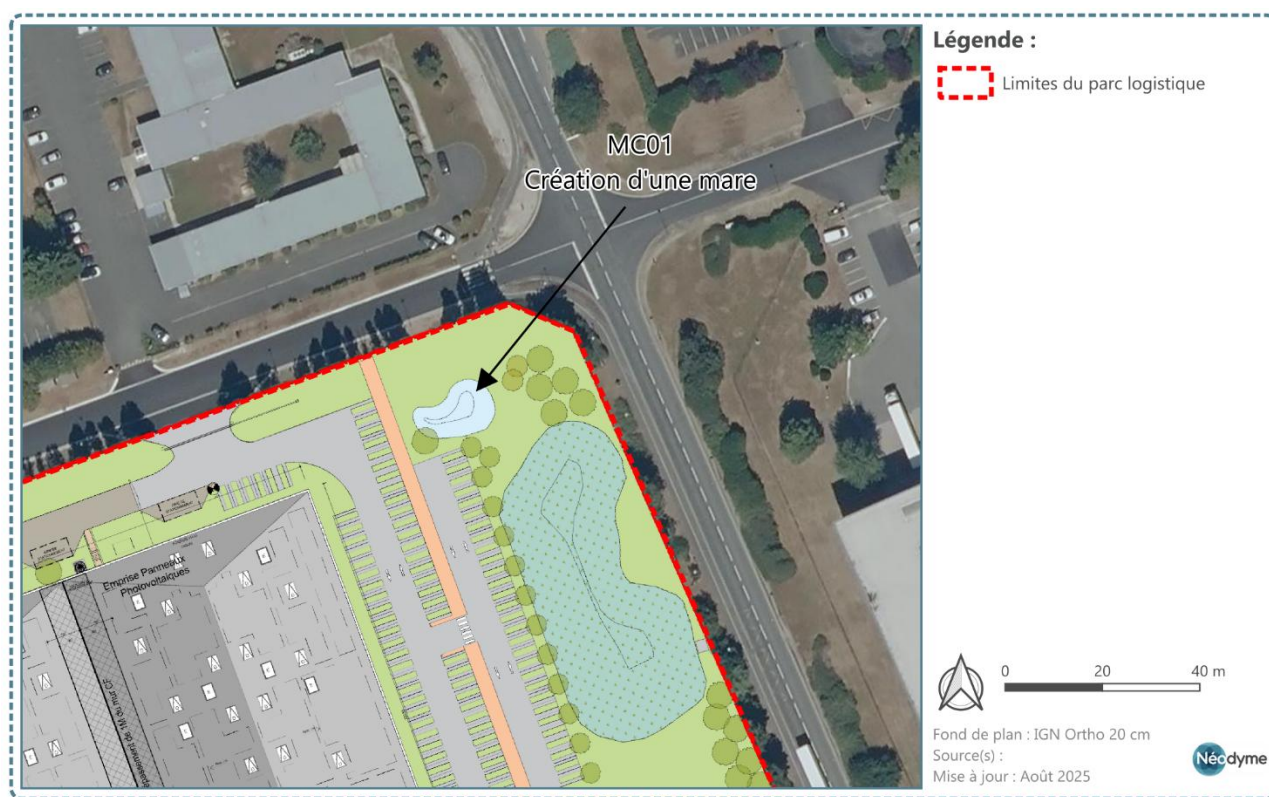 Légende :
Limites du parc logistique
MC01
Création d'une mare
Emprise Panneaux
Photovoltaïques
0 20 40 m
Fond de plan : IGN Ortho 20 cm
Source(s) :
Mise à jour : Août 2025
Néodyme